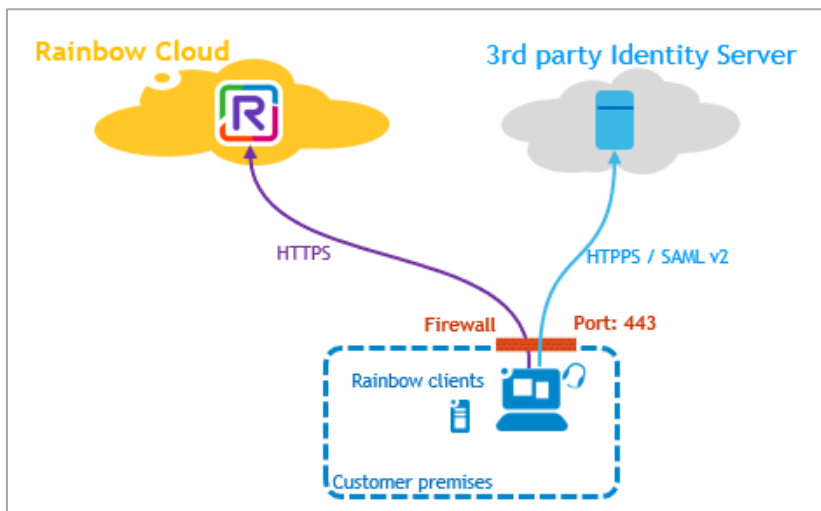 Rainbow Cloud
3rd party Identity Server
R
HTTPS
HTPPS / SAML v2
Firewall
Port: 443
Rainbow clients
Customer premises